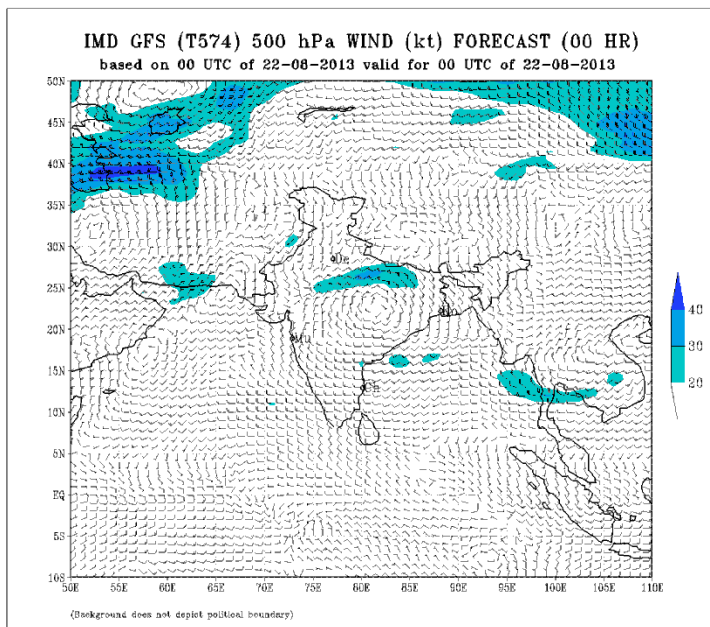 IMD GFS (T574) 500 hPa WIND (kt) FORECAST (00 HR)
based on 00 UTC of 22-08-2013 valid for 00 UTC of 22-08-2013
50N
45N
40N
35N
30N
25N
20N
15N
10N
5N
EQ
5S
10S
De
Mu
Ch
40
30
20
50E 55E 60E 65E 70E 75E 80E 85E 90E 95E 100E 105E 110E
(Background does not depict political boundary)